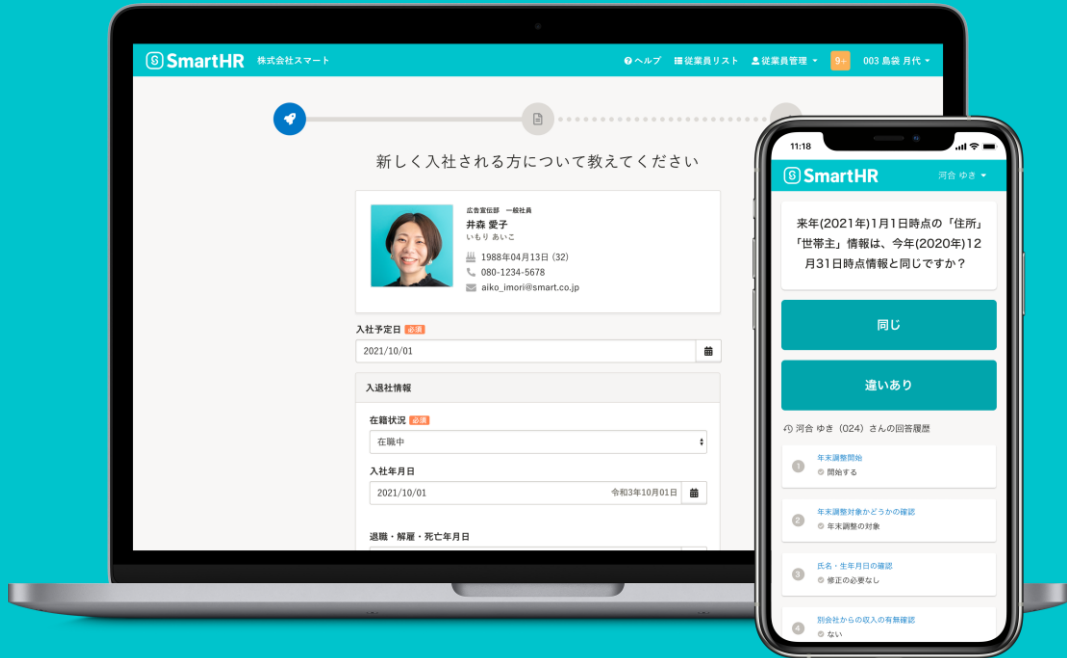 SmartHR 株式会社スマート ヘルプ 従業員リスト 従業員管理 9+ 003 島袋 月代
新しく入社される方について教えてください
広告宣伝部 一般社員
井森 愛子
いもり あいこ
1988年04月13日 (32)
080-1234-5678
aiko_imori@smart.co.jp
入社予定日 必須
2021/10/01
入退社情報
在籍状況 必須
在職中
入社年月日
2021/10/01 令和3年10月01日
退職・解雇・死亡年月日
11:18
SmartHR 河合 ゆき
来年(2021年)1月1日時点の「住所」
「世帯主」情報は、今年(2020年)12
月31日時点情報と同じですか？
同じ
違いあり
河合 ゆき（024）さんの回答履歴
1 年末調整開始
開始する
2 年末調整対象かどうかの確認
年末調整の対象
3 氏名・生年月日の確認
修正の必要なし
4 別会社からの収入の有無確認
ない